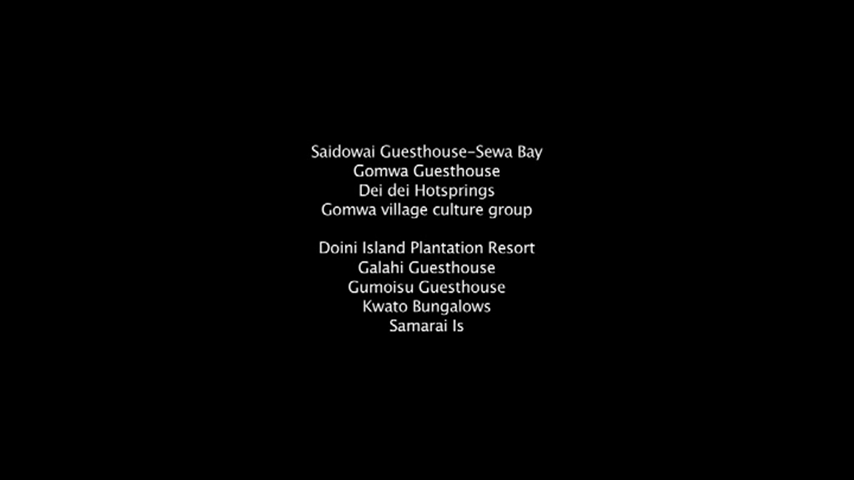 Saidowai Guesthouse-Sewa Bay
Gomwa Guesthouse
Dei dei Hotsprings
Gomwa village culture group
Doini Island Plantation Resort
Galahi Guesthouse
Gumoisu Guesthouse
Kwato Bungalows
Samarai Is